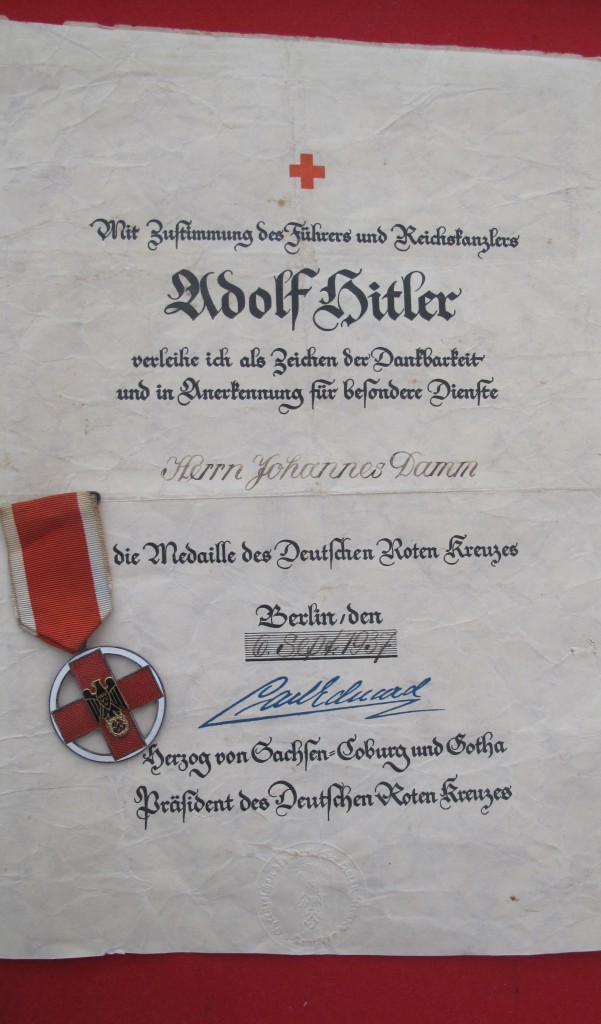 Mit Zustimmung des Führers und Reichskanzlers
Adolf Hitler
verleihe ich als Zeichen der Dankbarkeit
und in Anerkennung für besondere Dienste
Herrn Johannes Damm
die Medaille des Deutschen Roten Kreuzes
Berlin, den
6. Sept. 1937
Carl Eduard
Herzog von Sachsen-Coburg und Gotha
Präsident des Deutschen Roten Kreuzes